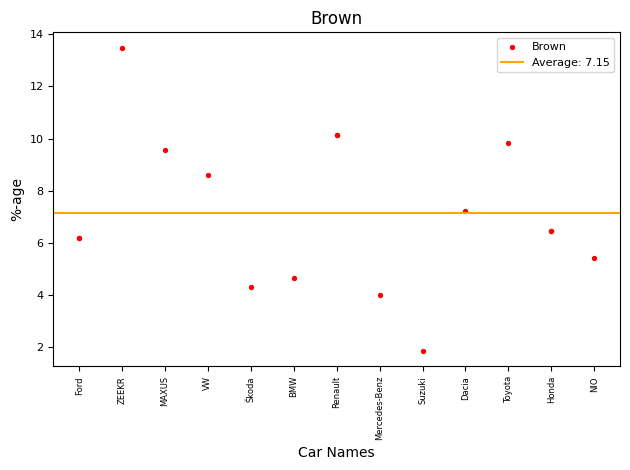 Brown
Brown
Average: 7.15
%-age
14
12
10
8
6
4
2
Ford
ZEEKR
MAXUS
VW
Škoda
BMW
Renault
Mercedes-Benz
Suzuki
Dacia
Toyota
Honda
NIO
Car Names